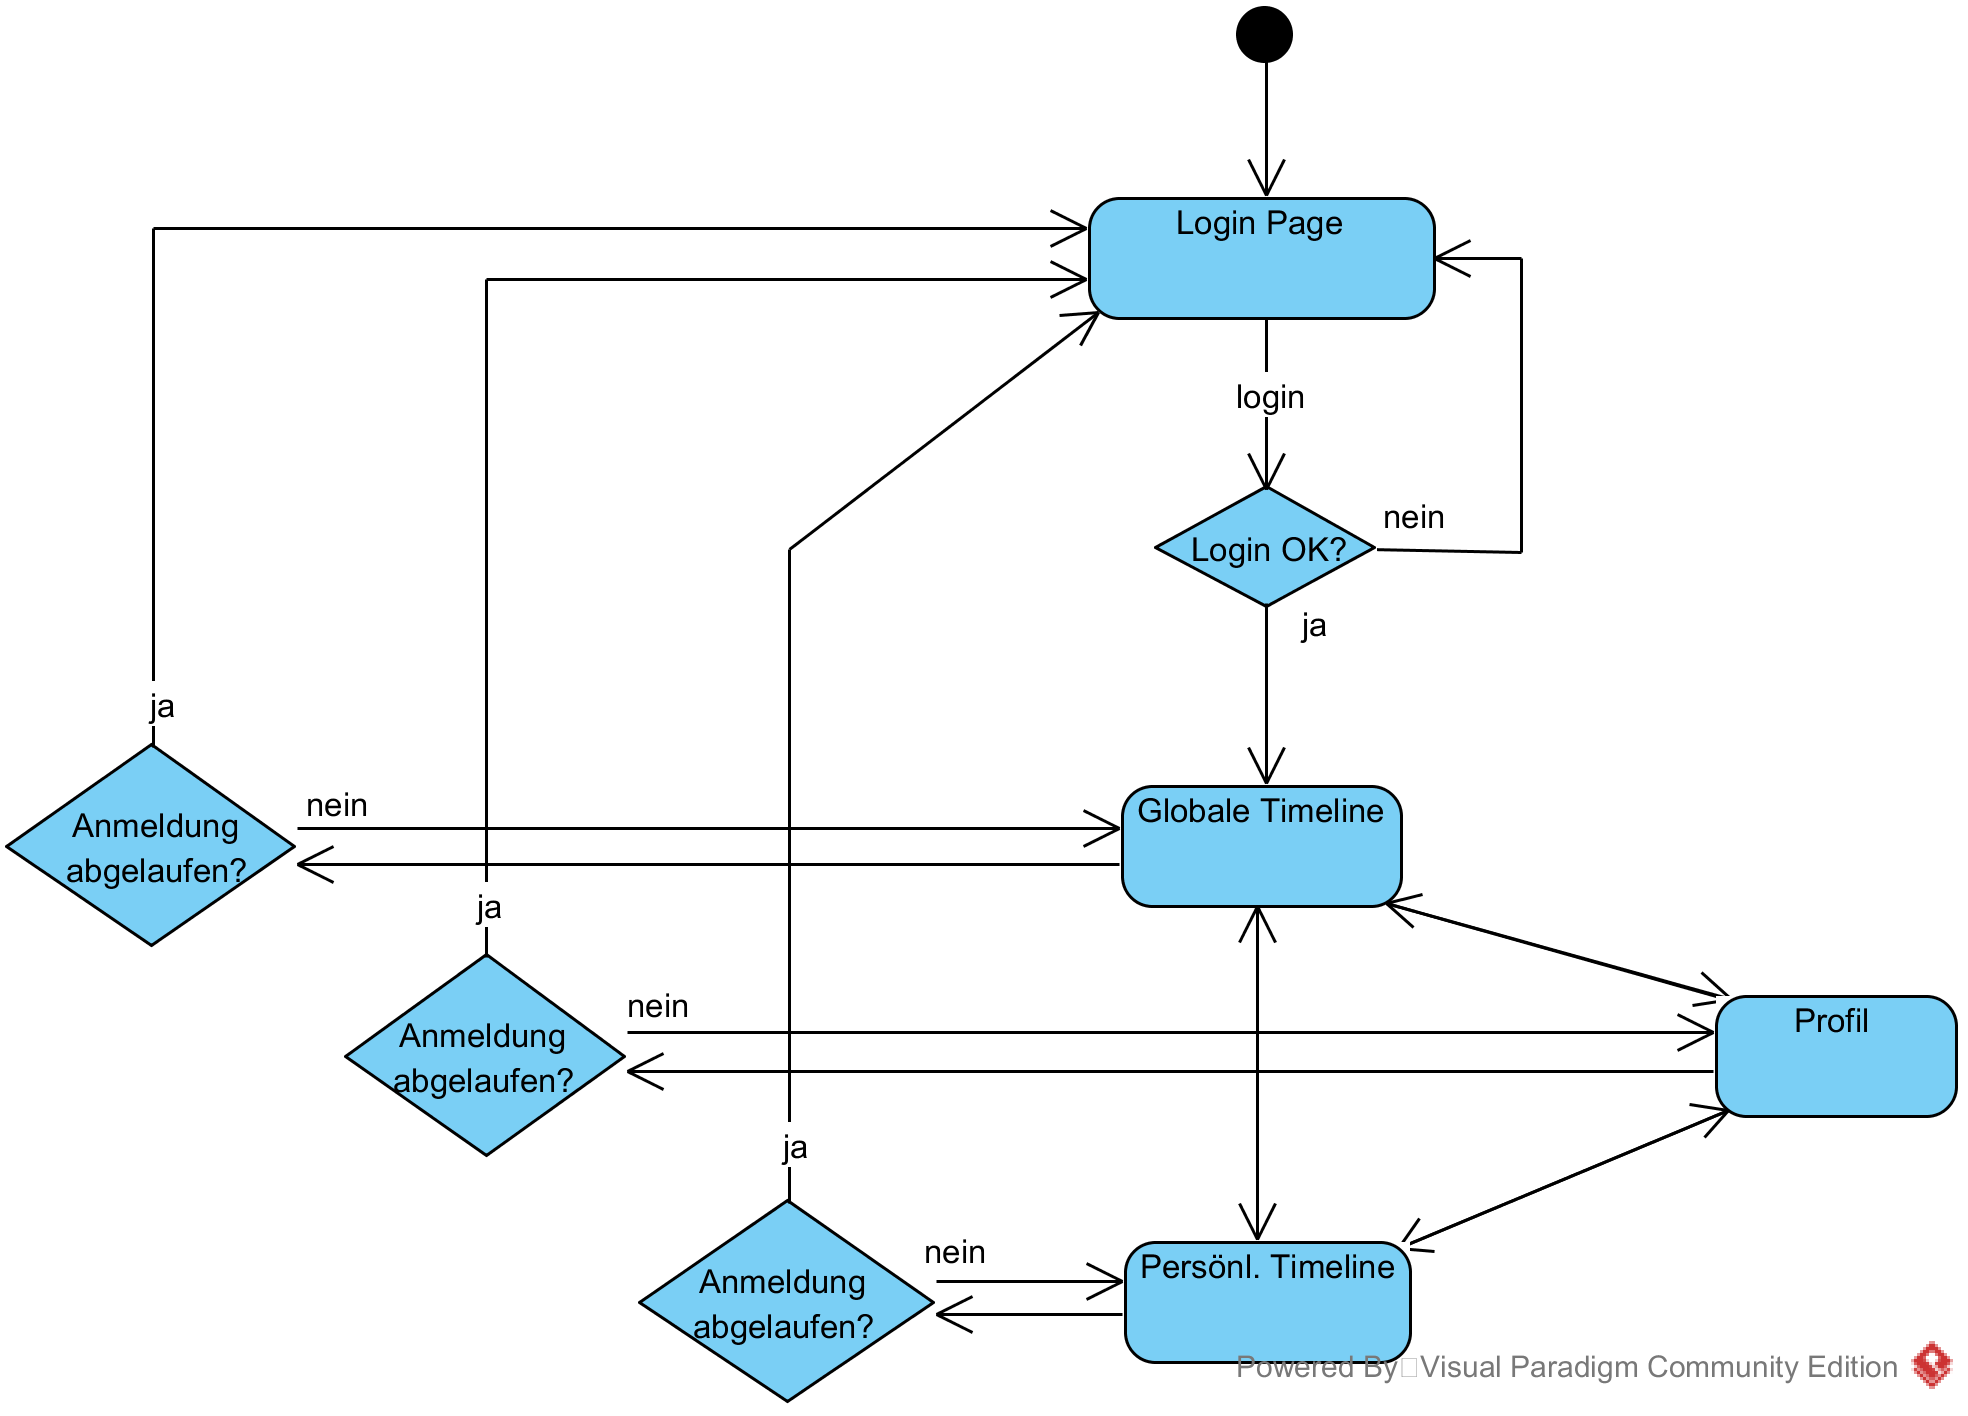 Login Page
login
nein
Login OK?
ja
ja
nein
Globale Timeline
Anmeldung
abgelaufen?
ja
nein
Profil
Anmeldung
abgelaufen?
ja
nein
Persönl. Timeline
Anmeldung
abgelaufen?
Powered By Visual Paradigm Community Edition